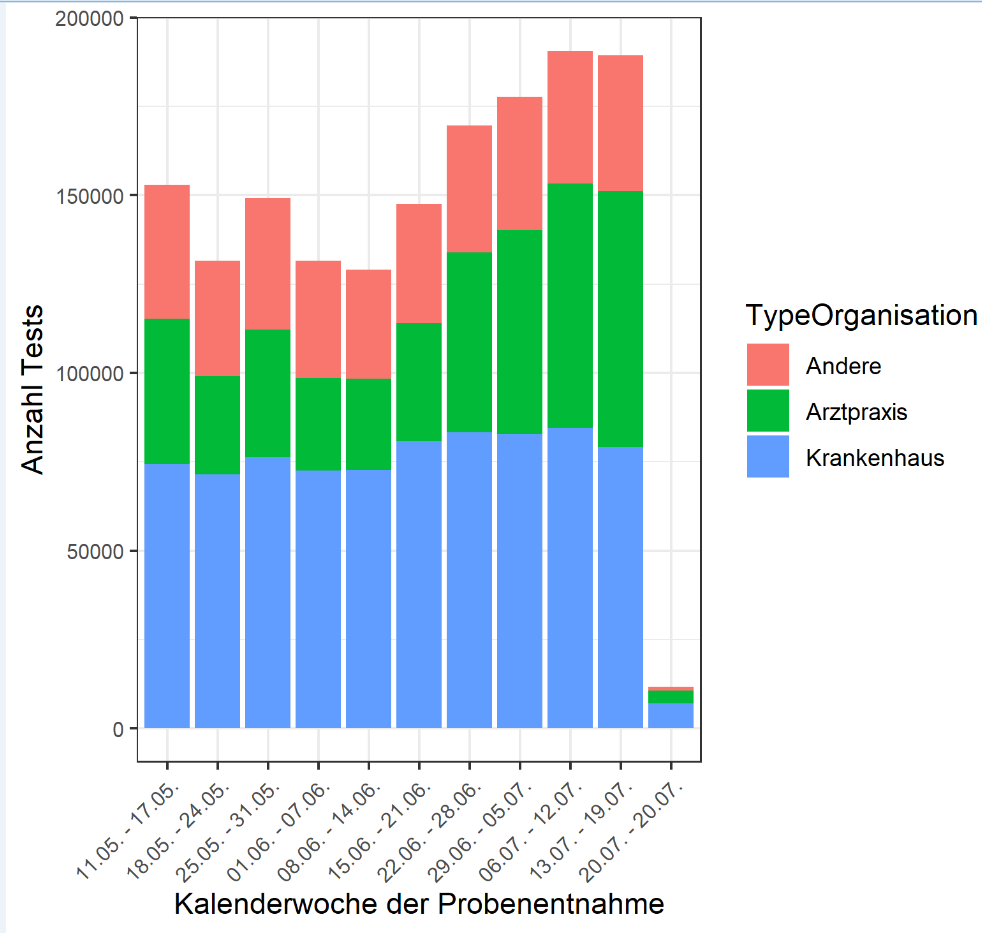 Anzahl Tests
200000
150000
100000
50000
0
11.05. - 17.05.
18.05. - 24.05.
25.05. - 31.05.
01.06. - 07.06.
08.06. - 14.06.
15.06. - 21.06.
22.06. - 28.06.
29.06. - 05.07.
06.07. - 12.07.
13.07. - 19.07.
20.07. - 20.07.
Kalenderwoche der Probenentnahme
TypeOrganisation
Andere
Arztpraxis
Krankenhaus